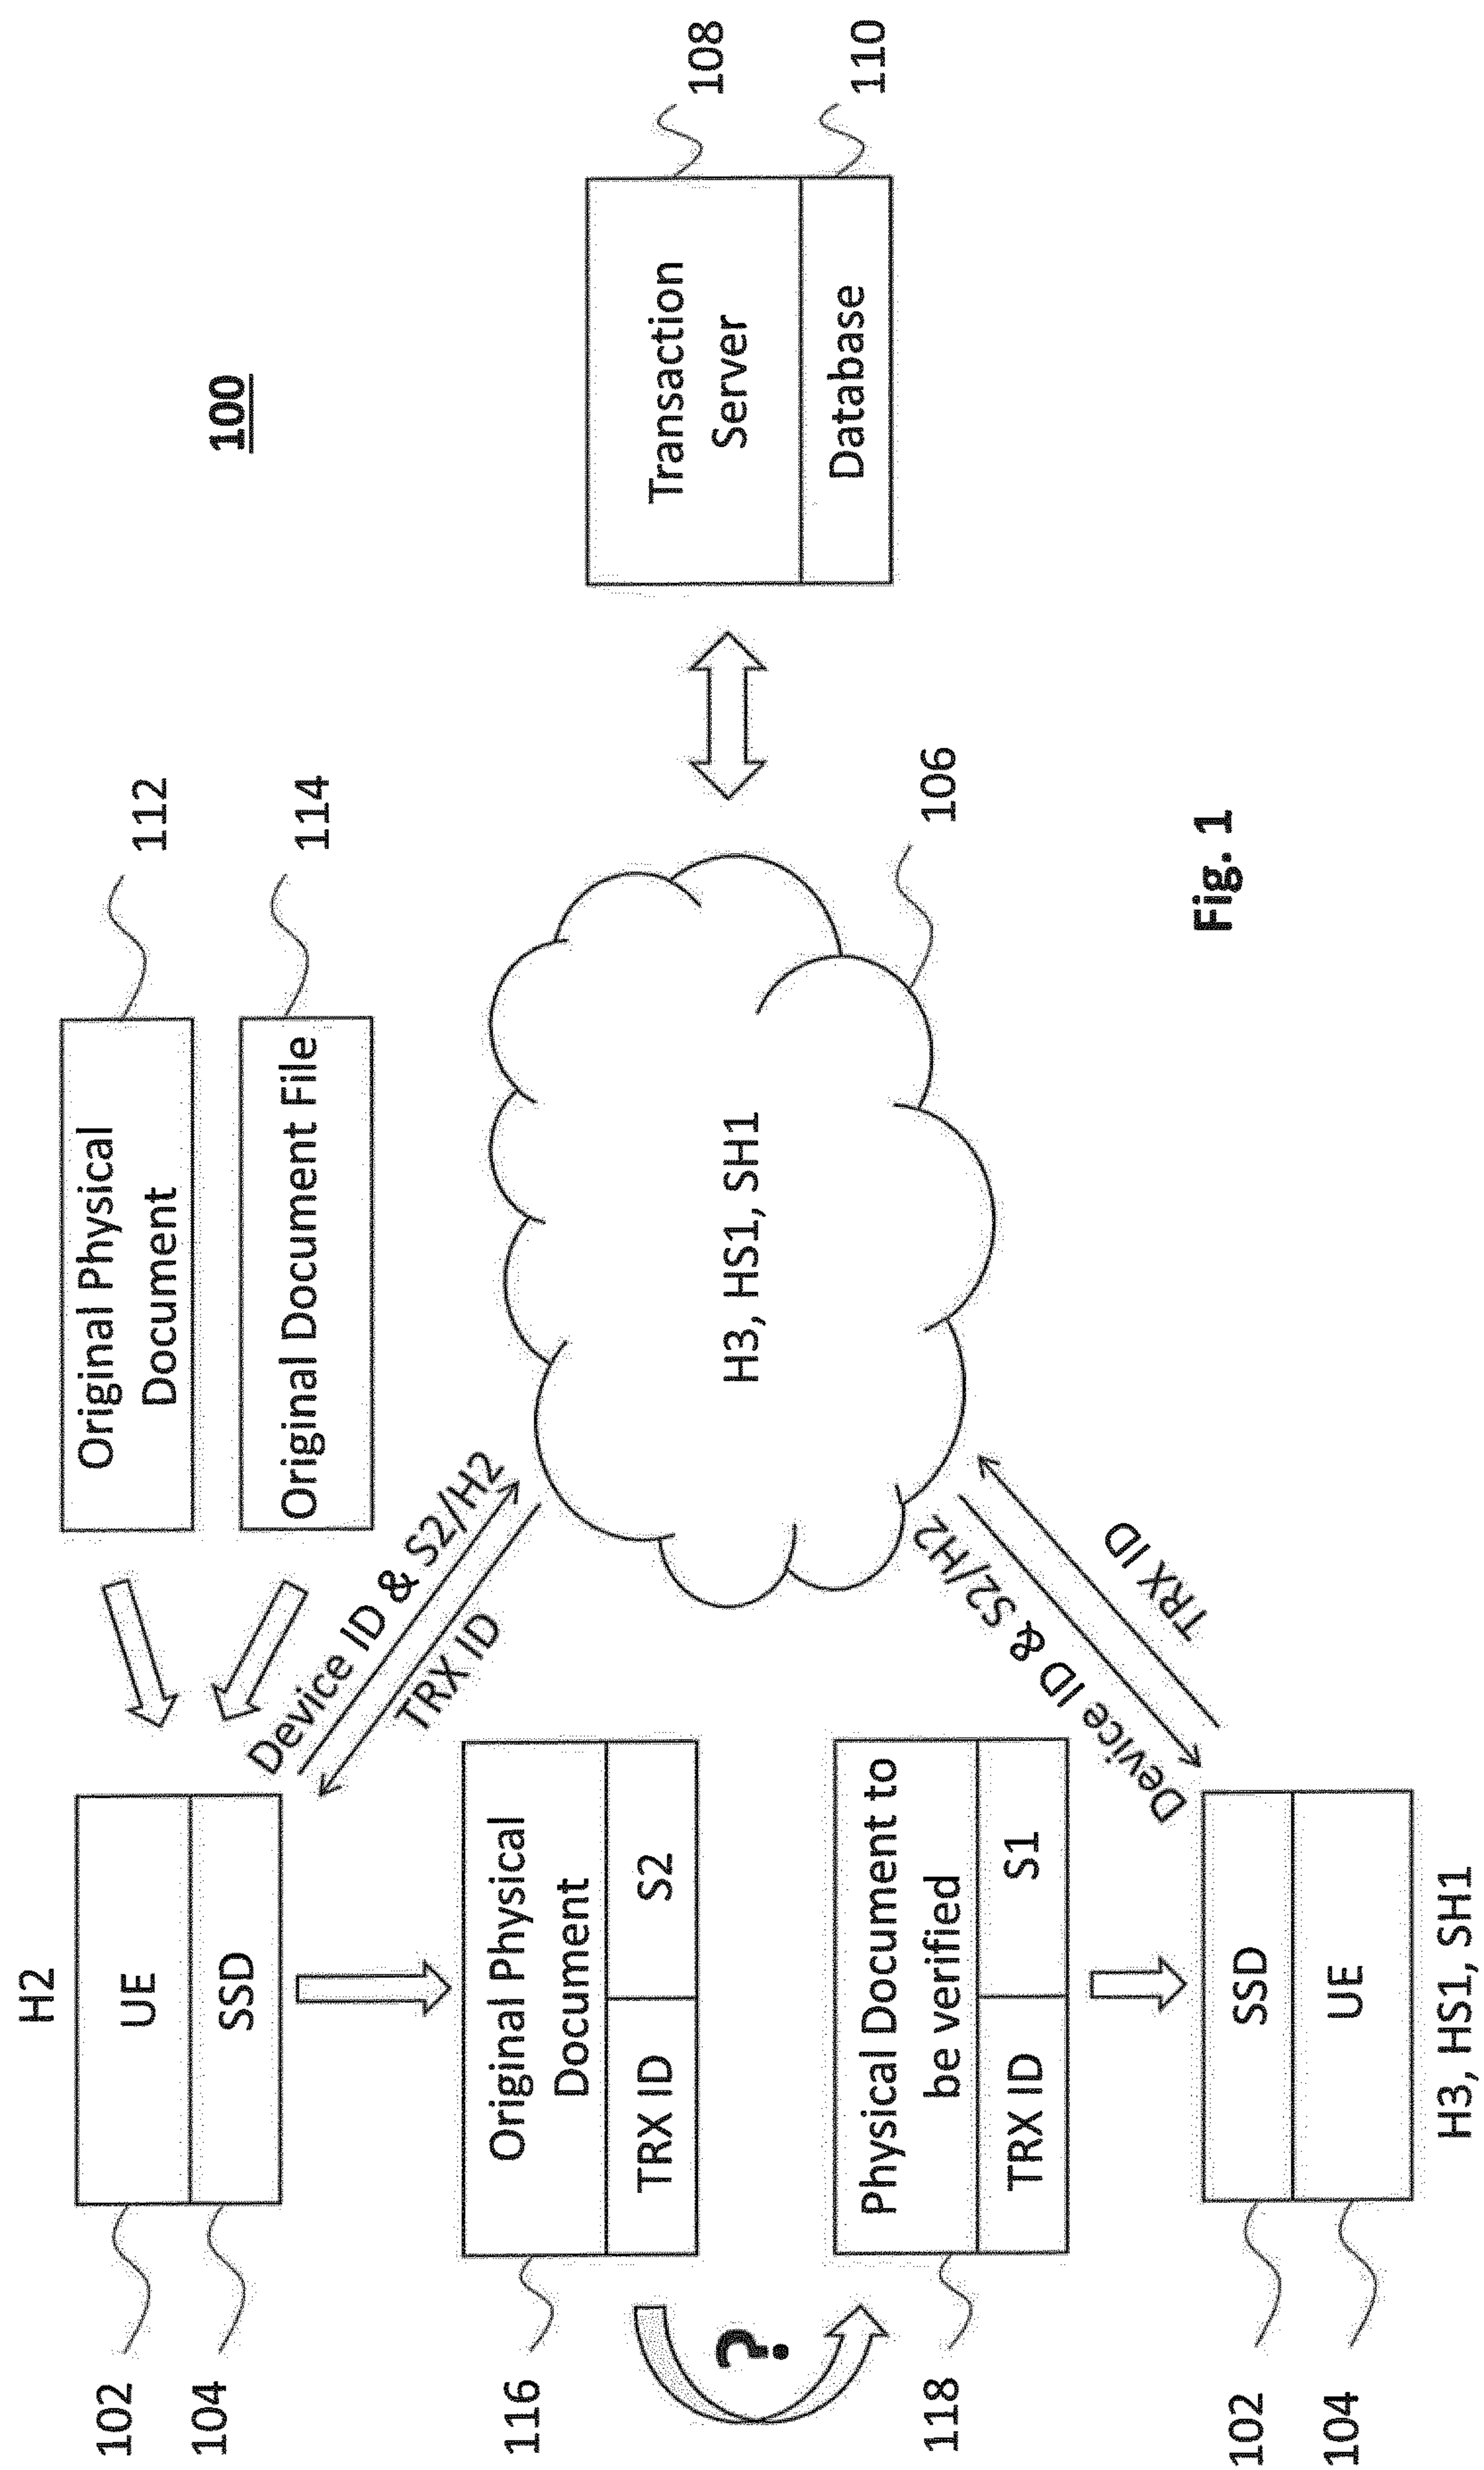 100
H2
UE
SSD
102
104
Original Physical
Document
112
Original Document File
114
Device ID & S2/H2
TRX ID
Original Physical
Document
TRX ID
S2
116
?
H3, HS1, SH1
106
Transaction
Server
108
Database
110
Physical Document to
be verified
TRX ID
S1
118
Device ID & S2/H2
TRX ID
SSD
UE
102
104
H3, HS1, SH1
Fig. 1